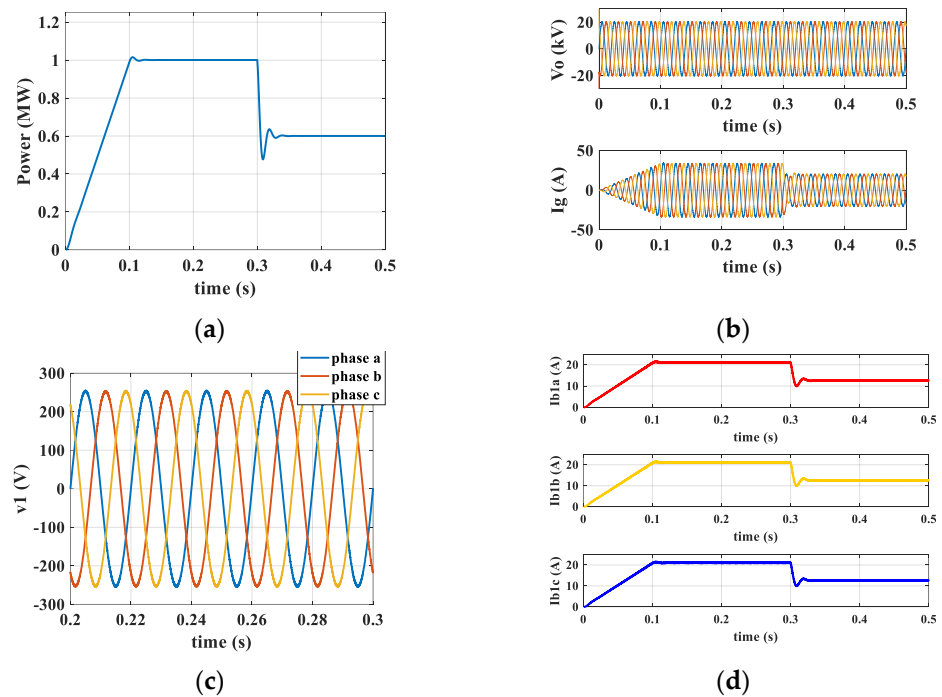 1.2
1
0.8
0.6
0.4
0.2
0
Power (MW)
0 0.1 0.2 0.3 0.4 0.5
time (s)
(a)
20
0
-20
Vo (kV)
0 0.1 0.2 0.3 0.4 0.5
time (s)
50
0
-50
Ig (A)
0 0.1 0.2 0.3 0.4 0.5
time (s)
(b)
phase a
phase b
phase c
300
200
100
0
-100
-200
-300
v1 (V)
0.2 0.22 0.24 0.26 0.28 0.3
time (s)
(c)
20
10
0
Ib1a (A)
0 0.1 0.2 0.3 0.4 0.5
time (s)
20
10
0
Ib1b (A)
0 0.1 0.2 0.3 0.4 0.5
time (s)
20
10
0
Ib1c (A)
0 0.1 0.2 0.3 0.4 0.5
time (s)
(d)